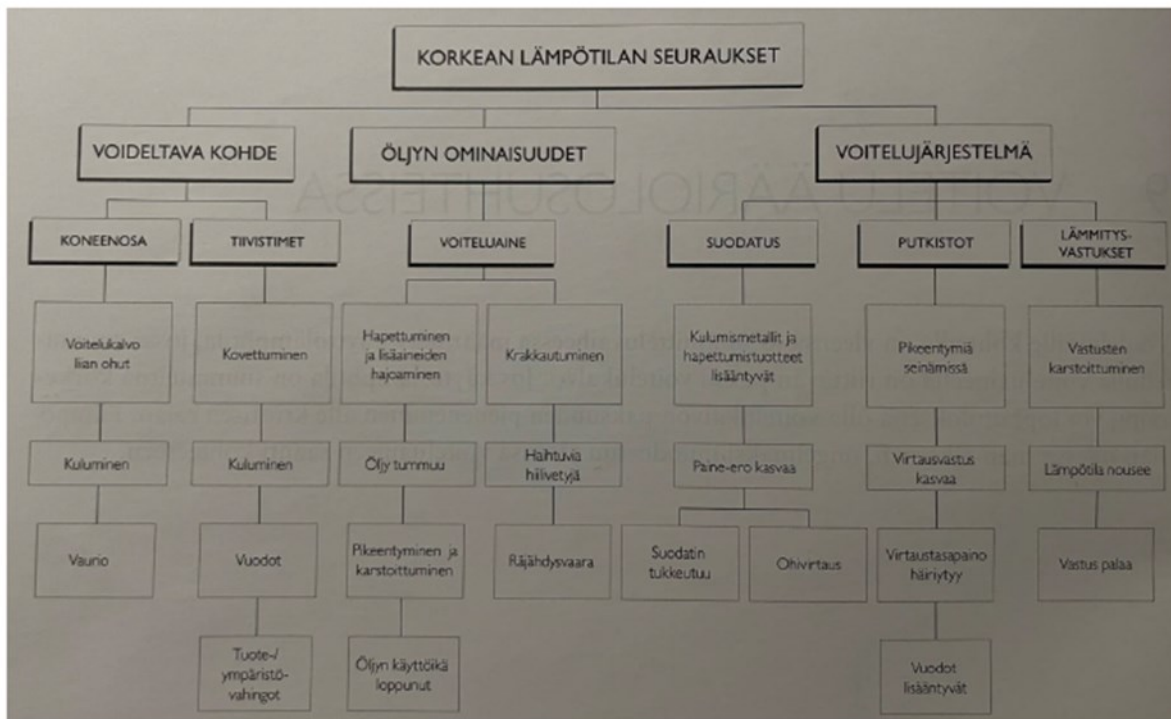 KORKEAN LÄMPÖTILAN SEURAUKSET
VOIDELTAVA KOHDE
ÖLJYN OMINAISUUDET
VOITELUJÄRJESTELMÄ
VOITELU ÄÄRIOLOSUHTEISSA
9
KONEENOSA
TIIVISTIMET
VOITELUAINE
SUODATUS
PUTKISTOT
LÄMMITYS-
VASTUKSET
Voitelukalvo
liian ohut
Kovettuminen
Hapettuminen
ja lisäaineiden
hajoaminen
Krakkautuminen
Kulumismetallit ja
hapettumistuotteet
lisääntyvät
Pikeentymiä
seinämissä
Vastusten
karstoittuminen
Kuluminen
Kuluminen
Öljy tummuu
Haihtuvia
hiilivetyjä
Paine-ero kasvaa
Virtausvastus
kasvaa
Lämpötila nousee
Vaurio
Vuodot
Pikeentyminen ja
karstoittuminen
Räjähdysvaara
Suodatin
tukkeutuu
Ohivirtaus
Virtaustasapaino
häiriytyy
Vastus palaa
Tuote-/
ympäristö-
vahingot
Öljyn käyttöikä
loppunut
Vuodot
lisääntyvät